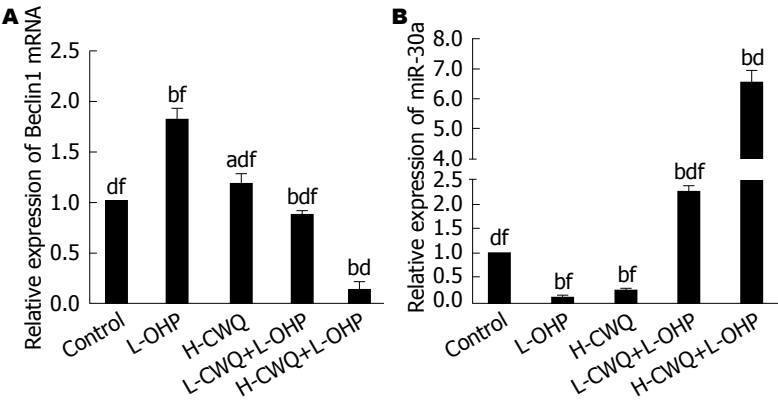 A
Relative expression of Beclin1 mRNA
2.5
2.0
1.5
1.0
0.5
0.0
df
bf
adf
bdf
bd
Control
L-OHP
H-CWQ
L-CWQ+L-OHP
H-CWQ+L-OHP
B
Relative expression of miR-30a
8.0
7.0
6.0
5.0
4.0
2.5
2.0
1.5
1.0
0.5
0.0
df
bf
bf
bdf
bd
Control
L-OHP
H-CWQ
L-CWQ+L-OHP
H-CWQ+L-OHP